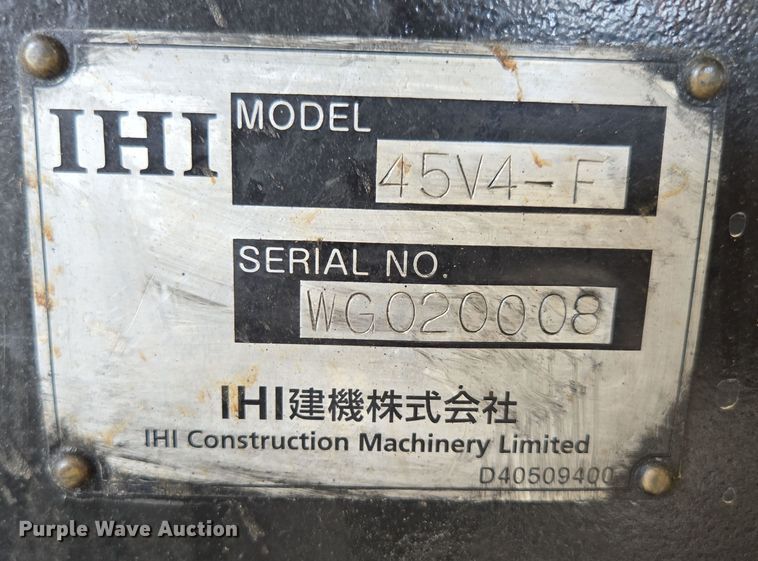 IHI
MODEL
45V4-F
SERIAL NO.
WG020008
IHI建機株式会社
IHI Construction Machinery Limited
D40509400
Purple Wave Auction